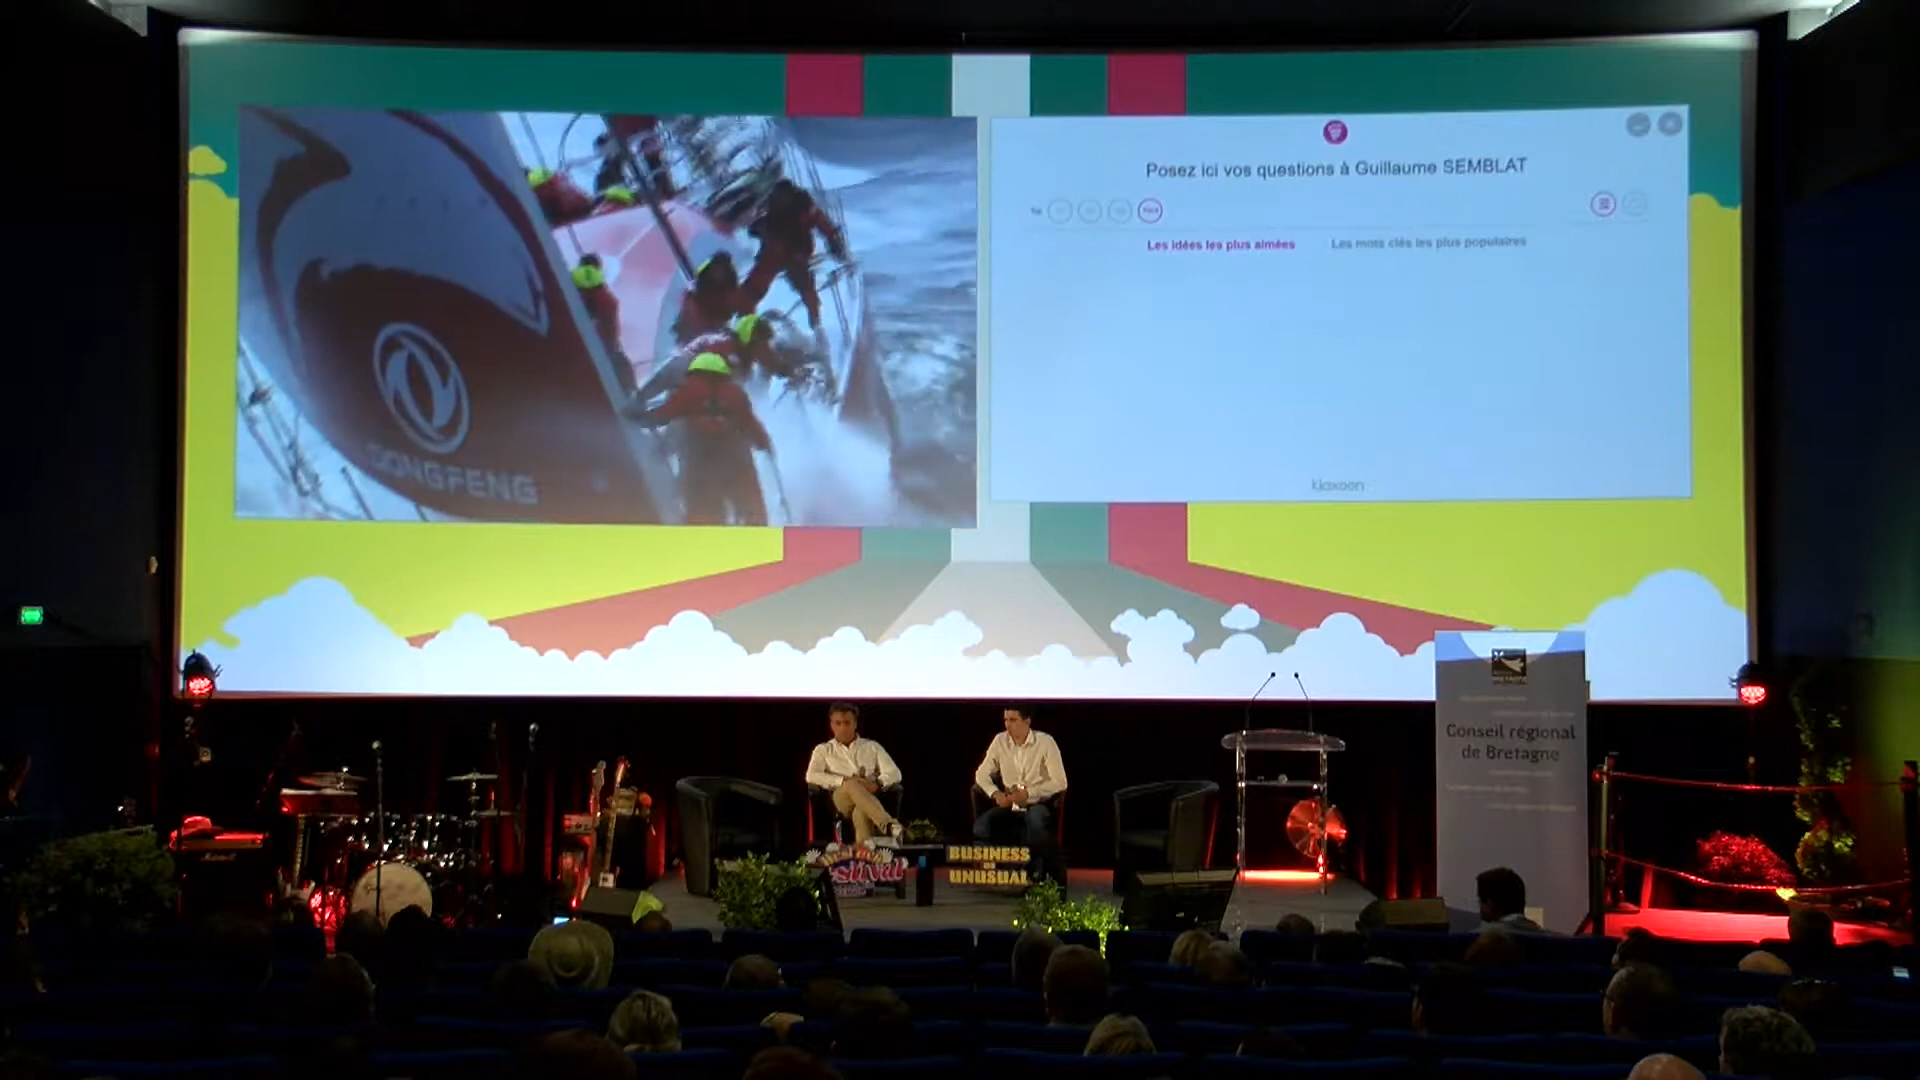 Posez ici vos questions à Guillaume SEMBLAT
Les idées les plus aimées
Les mots clés les plus populaires
DONGFENG
klaxoon
Conseil régional
de Bretagne
BUSINESS
UNUSUAL